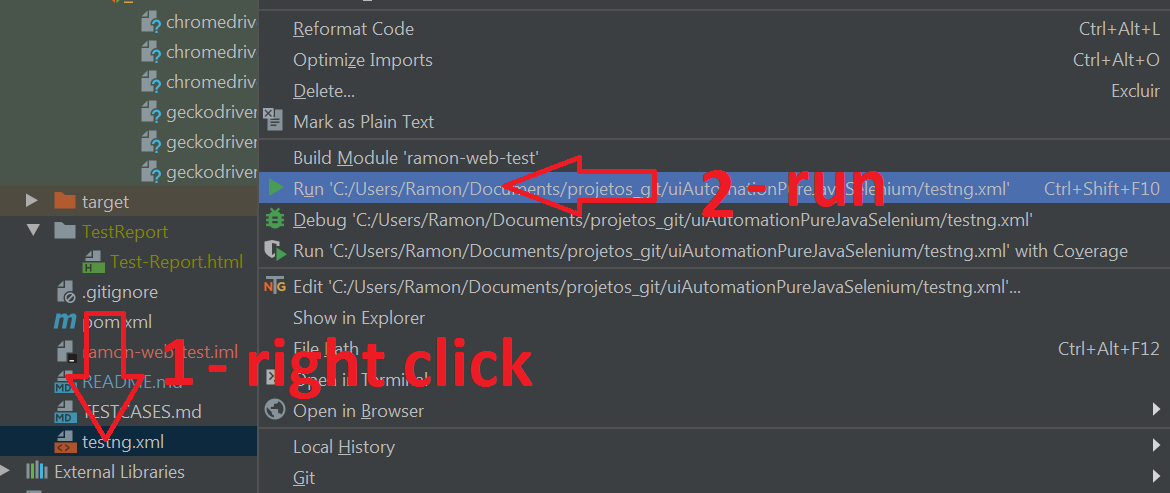 chromedriv
chromedriv
chromedriv
geckodriver
geckodriver
geckodriver
target
TestReport
Test-Report.html
.gitignore
pom.xml
ramon-web-test.iml
README.md
TESTCASES.md
testng.xml
External Libraries
Reformat Code Ctrl+Alt+L
Optimize Imports Ctrl+Alt+O
Delete... Excluir
Mark as Plain Text
Build Module 'ramon-web-test'
Run 'C:/Users/Ramon/Documents/projetos_git/uiAutomationPureJavaSelenium/testng.xml' Ctrl+Shift+F10
Debug 'C:/Users/Ramon/Documents/projetos_git/uiAutomationPureJavaSelenium/testng.xml'
Run 'C:/Users/Ramon/Documents/projetos_git/uiAutomationPureJavaSelenium/testng.xml' with Coverage
Edit 'C:/Users/Ramon/Documents/projetos_git/uiAutomationPureJavaSelenium/testng.xml'...
Show in Explorer
File Path Ctrl+Alt+F12
Open in Terminal
Open in Browser
Local History
Git
1 - right click
2 - run